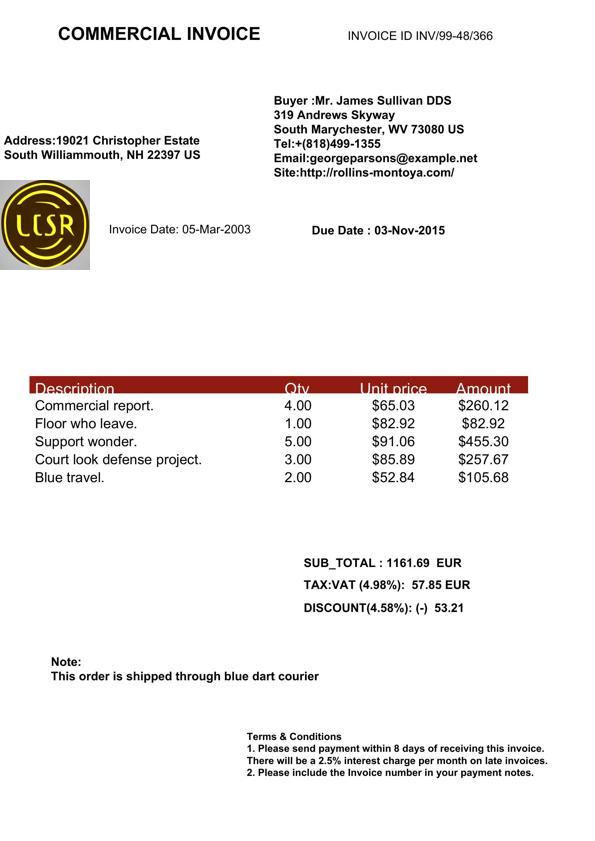 COMMERCIAL INVOICE
INVOICE ID INV/99-48/366
Buyer :Mr. James Sullivan DDS
319 Andrews Skyway
South Marychester, WV 73080 US
Tel:+(818)499-1355
Email:georgeparsons@example.net
Site:http://rollins-montoya.com/
Address:19021 Christopher Estate
South Williammouth, NH 22397 US
LCSR
Invoice Date: 05-Mar-2003
Due Date : 03-Nov-2015
Description Qty Unit price Amount
Commercial report. 4.00 $65.03 $260.12
Floor who leave. 1.00 $82.92 $82.92
Support wonder. 5.00 $91.06 $455.30
Court look defense project. 3.00 $85.89 $257.67
Blue travel. 2.00 $52.84 $105.68
SUB_TOTAL : 1161.69 EUR
TAX:VAT (4.98%): 57.85 EUR
DISCOUNT(4.58%): (-) 53.21
Note:
This order is shipped through blue dart courier
Terms & Conditions
1. Please send payment within 8 days of receiving this invoice.
There will be a 2.5% interest charge per month on late invoices.
2. Please include the Invoice number in your payment notes.